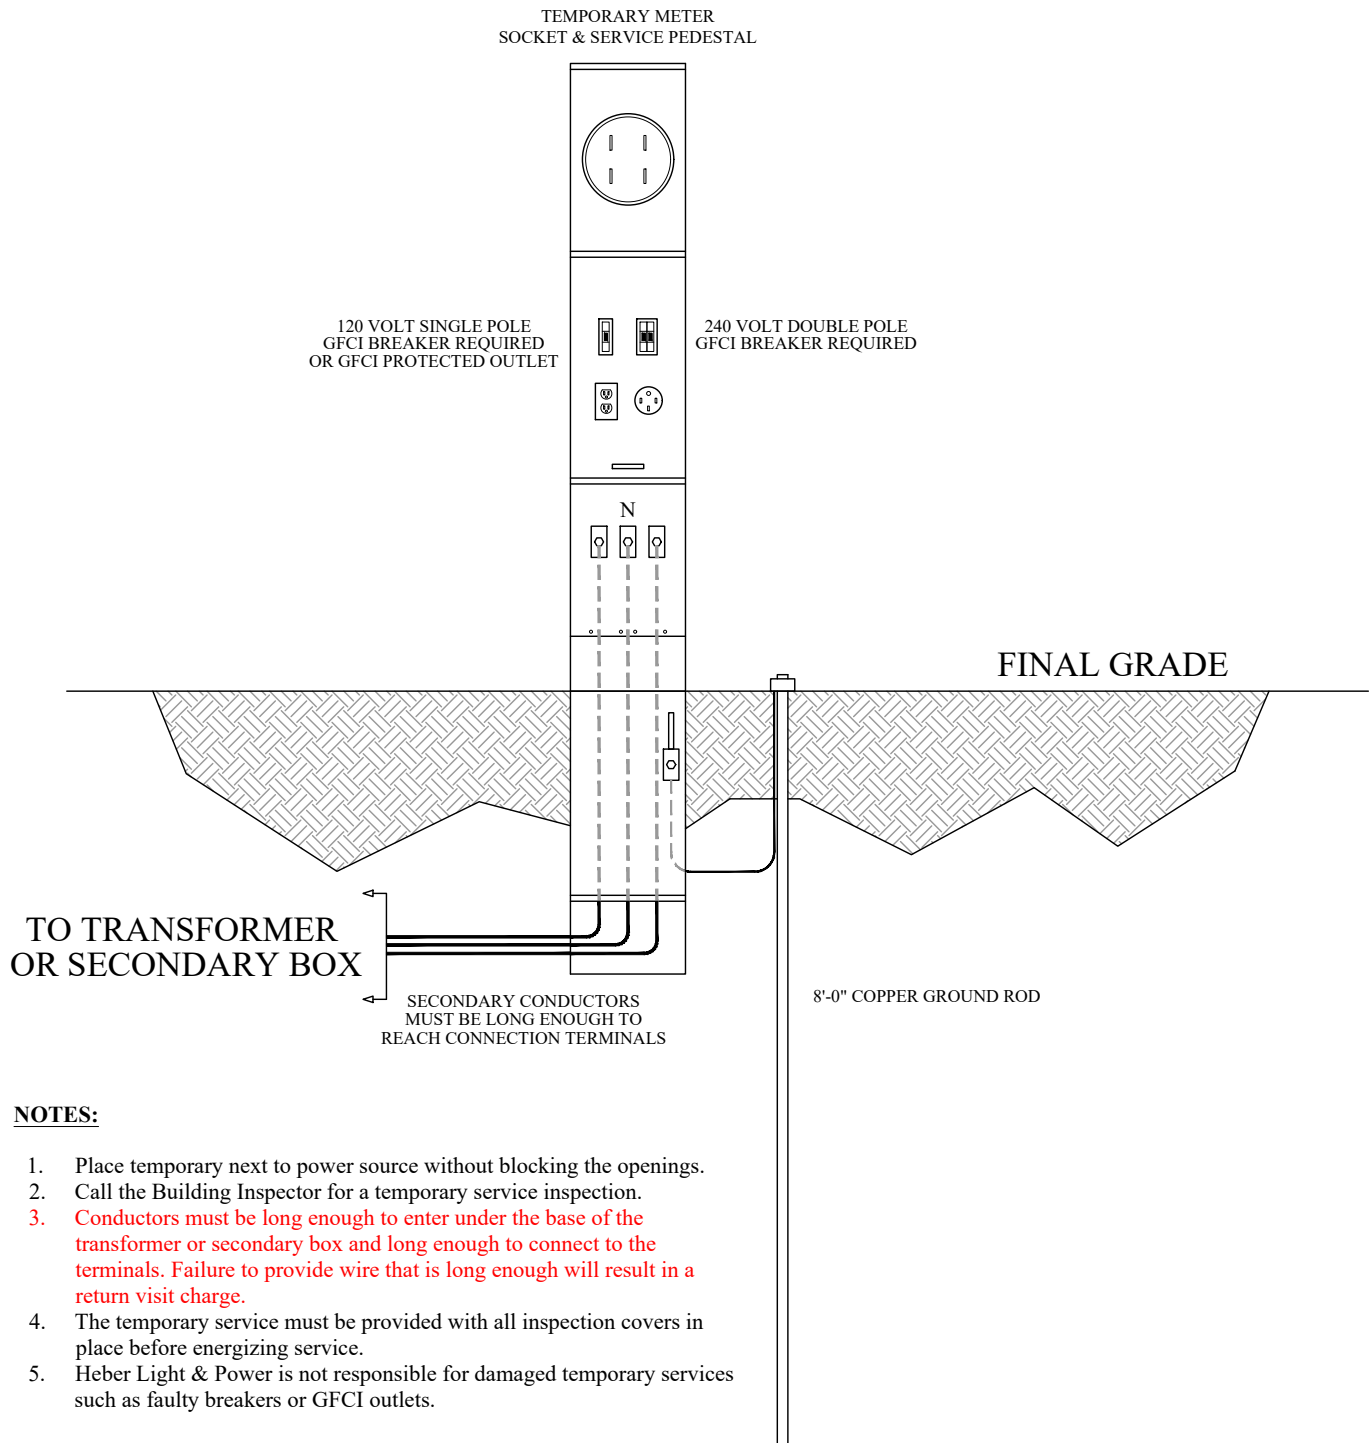 TEMPORARY METER
SOCKET & SERVICE PEDESTAL
120 VOLT SINGLE POLE
GFCI BREAKER REQUIRED
OR GFCI PROTECTED OUTLET
240 VOLT DOUBLE POLE
GFCI BREAKER REQUIRED
N
FINAL GRADE
TO TRANSFORMER
OR SECONDARY BOX
SECONDARY CONDUCTORS
MUST BE LONG ENOUGH TO
REACH CONNECTION TERMINALS
8'-0" COPPER GROUND ROD
NOTES:
1. Place temporary next to power source without blocking the openings.
2. Call the Building Inspector for a temporary service inspection.
3. Conductors must be long enough to enter under the base of the
transformer or secondary box and long enough to connect to the
terminals. Failure to provide wire that is long enough will result in a
return visit charge.
4. The temporary service must be provided with all inspection covers in
place before energizing service.
5. Heber Light & Power is not responsible for damaged temporary services
such as faulty breakers or GFCI outlets.